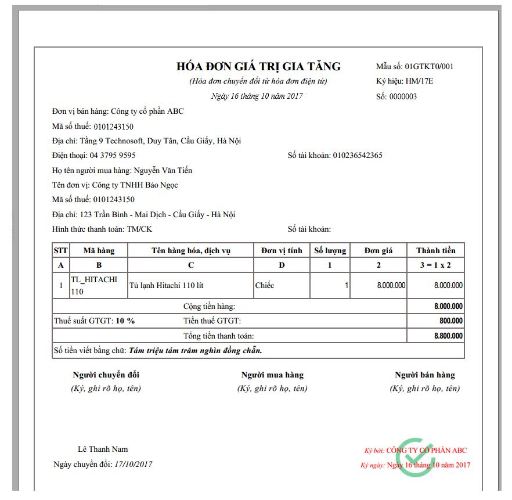 HÓA ĐƠN GIÁ TRỊ GIA TĂNG
(Hóa đơn chuyển đổi từ hóa đơn điện tử)
Ngày 16 tháng 10 năm 2017
Mẫu số: 01GTKT0/001
Ký hiệu: HM/17E
Số: 0000003
Đơn vị bán hàng: Công ty cổ phần ABC
Mã số thuế: 0101243150
Địa chỉ: Tầng 9 Technosoft, Duy Tân, Cầu Giấy, Hà Nội
Điện thoại: 04 3795 9595 Số tài khoản: 010236542365
Họ tên người mua hàng: Nguyễn Văn Tiến
Tên đơn vị: Công ty TNHH Bảo Ngọc
Mã số thuế: 0101243150
Địa chỉ: 123 Trần Bình - Mai Dịch - Cầu Giấy - Hà Nội
Hình thức thanh toán: TM/CK Số tài khoản:
STT Mã hàng Tên hàng hóa, dịch vụ Đơn vị tính Số lượng Đơn giá Thành tiền
A B C D 1 2 3 = 1 x 2
1 TL_HITACHI 110 Tủ lạnh Hitachi 110 lít Chiếc 1 8.000.000 8.000.000
Cộng tiền hàng: 8.000.000
Thuế suất GTGT: 10 % Tiền thuế GTGT: 800.000
Tổng tiền thanh toán: 8.800.000
Số tiền viết bằng chữ: Tám triệu tám trăm nghìn đồng chẵn.
Người chuyển đổi Người mua hàng Người bán hàng
(Ký, ghi rõ họ, tên) (Ký, ghi rõ họ, tên) (Ký, ghi rõ họ, tên)
Lê Thanh Nam
Ngày chuyển đổi: 17/10/2017
Ký bởi: CÔNG TY CỔ PHẦN ABC
Ký ngày: Ngày 16 tháng 10 năm 2017